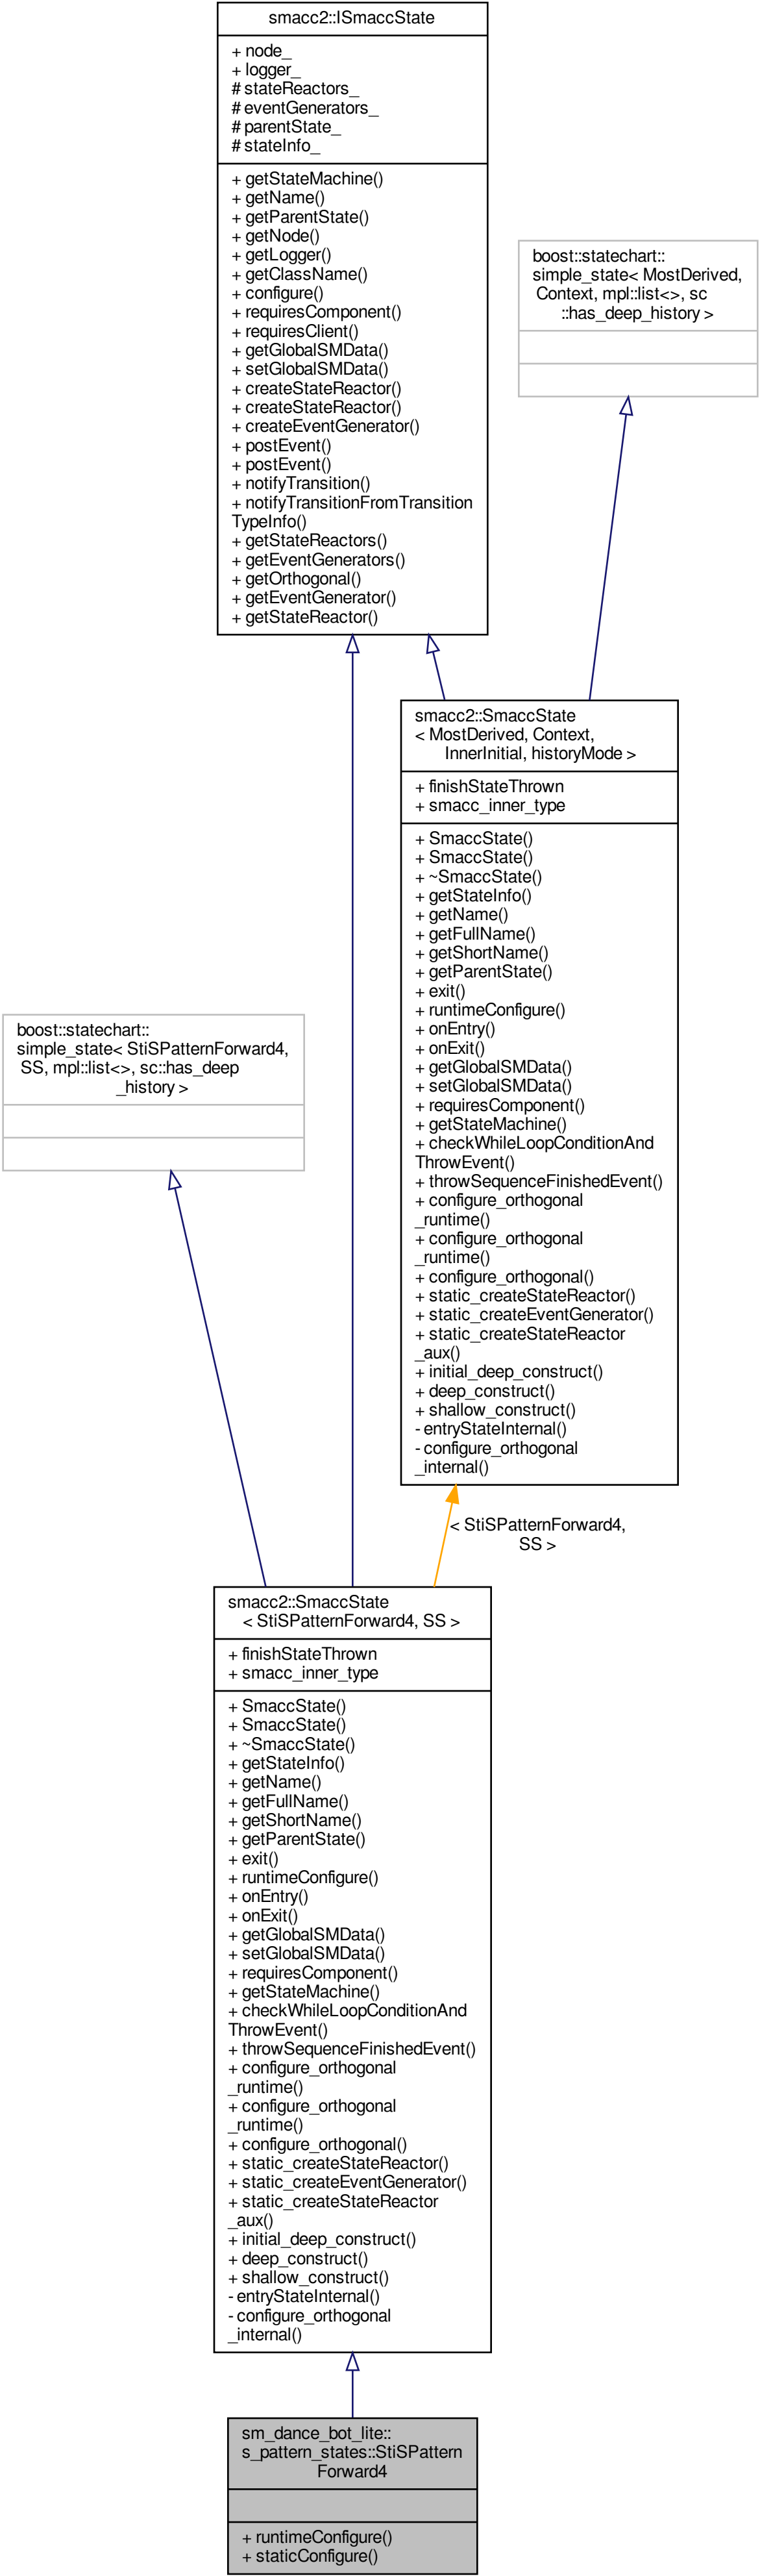 smacc2::ISmaccState
+ node_
+ logger_
# stateReactors_
# eventGenerators_
# parentState_
# stateInfo_
+ getStateMachine()
+ getName()
+ getParentState()
+ getNode()
+ getLogger()
+ getClassName()
+ configure()
+ requiresComponent()
+ requiresClient()
+ getGlobalSMData()
+ setGlobalSMData()
+ createStateReactor()
+ createStateReactor()
+ createEventGenerator()
+ postEvent()
+ postEvent()
+ notifyTransition()
+ notifyTransitionFromTransition
TypeInfo()
+ getStateReactors()
+ getEventGenerators()
+ getOrthogonal()
+ getEventGenerator()
+ getStateReactor()
boost::statechart::
simple_state< MostDerived,
Context, mpl::list<>, sc
::has_deep_history >
smacc2::SmaccState
< MostDerived, Context,
InnerInitial, historyMode >
+ finishStateThrown
+ smacc_inner_type
+ SmaccState()
+ SmaccState()
+ ~SmaccState()
+ getStateInfo()
+ getName()
+ getFullName()
+ getShortName()
+ getParentState()
+ exit()
+ runtimeConfigure()
+ onEntry()
+ onExit()
+ getGlobalSMData()
+ setGlobalSMData()
+ requiresComponent()
+ getStateMachine()
+ checkWhileLoopConditionAnd
ThrowEvent()
+ throwSequenceFinishedEvent()
+ configure_orthogonal
_runtime()
+ configure_orthogonal
_runtime()
+ configure_orthogonal()
+ static_createStateReactor()
+ static_createEventGenerator()
+ static_createStateReactor
_aux()
+ initial_deep_construct()
+ deep_construct()
+ shallow_construct()
- entryStateInternal()
- configure_orthogonal
_internal()
boost::statechart::
simple_state< StiSPatternForward4,
SS, mpl::list<>, sc::has_deep
_history >
< StiSPatternForward4,
SS >
smacc2::SmaccState
< StiSPatternForward4, SS >
+ finishStateThrown
+ smacc_inner_type
+ SmaccState()
+ SmaccState()
+ ~SmaccState()
+ getStateInfo()
+ getName()
+ getFullName()
+ getShortName()
+ getParentState()
+ exit()
+ runtimeConfigure()
+ onEntry()
+ onExit()
+ getGlobalSMData()
+ setGlobalSMData()
+ requiresComponent()
+ getStateMachine()
+ checkWhileLoopConditionAnd
ThrowEvent()
+ throwSequenceFinishedEvent()
+ configure_orthogonal
_runtime()
+ configure_orthogonal
_runtime()
+ configure_orthogonal()
+ static_createStateReactor()
+ static_createEventGenerator()
+ static_createStateReactor
_aux()
+ initial_deep_construct()
+ deep_construct()
+ shallow_construct()
- entryStateInternal()
- configure_orthogonal
_internal()
sm_dance_bot_lite::
s_pattern_states::StiSPattern
Forward4
+ runtimeConfigure()
+ staticConfigure()